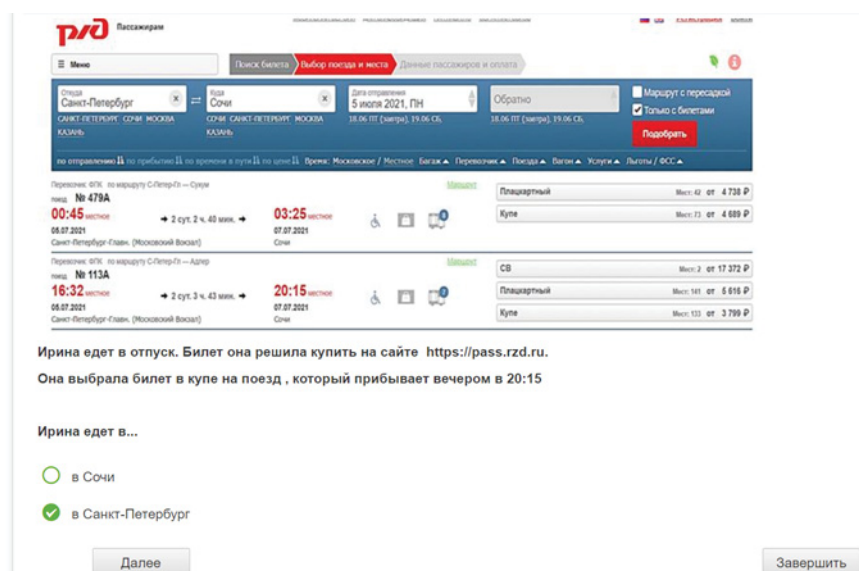 ржд Пассажирам
☰ Меню Поиск билета Выбор поезда и места Данные пассажиров и оплата
Откуда Куда Дата отправления Маршрут с пересадкой
Санкт-Петербург x ⇄ Сочи x 5 июля 2021, ПН Обратно Только с билетами
САНКТ-ПЕТЕРБУРГ СОЧИ МОСКВА СОЧИ САНКТ-ПЕТЕРБУРГ МОСКВА 18.06 ПТ (завтра), 19.06 СБ, 18.06 ПТ (завтра), 19.06 СБ,
КАЗАНЬ КАЗАНЬ Подобрать
по отправлению по прибытию по времени в пути по цене Время: Московское / Местное Багаж Перевозчик Поезда Вагон Услуги Льготы / ФСС
Перевозчик: ФПК по маршруту С-Петер-Гл — Сухум Маршрут
поезд № 479А Плацкартный Мест: 42 от 4 738 ₽
00:45 местное → 2 сут. 2 ч. 40 мин. → 03:25 местное Купе Мест: 73 от 4 689 ₽
05.07.2021 07.07.2021
Санкт-Петербург-Главн. (Московский Вокзал) Сочи
Перевозчик: ФПК по маршруту С-Петер-Гл — Адлер Маршрут
поезд № 113А СВ Мест: 2 от 17 372 ₽
16:32 местное → 2 сут. 3 ч. 43 мин. → 20:15 местное Плацкартный Мест: 141 от 5 616 ₽
05.07.2021 07.07.2021 Купе Мест: 133 от 3 799 ₽
Санкт-Петербург-Главн. (Московский Вокзал) Сочи
Ирина едет в отпуск. Билет она решила купить на сайте https://pass.rzd.ru.
Она выбрала билет в купе на поезд , который прибывает вечером в 20:15
Ирина едет в...
в Сочи
в Санкт-Петербург
Далее Завершить